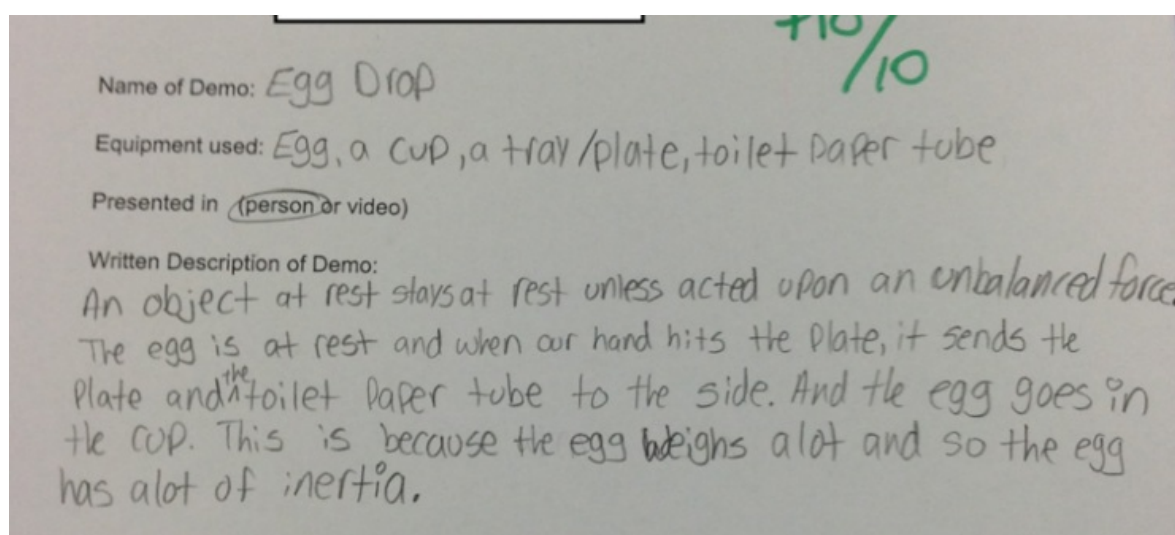 +10/10
Name of Demo: Egg Drop
Equipment used: Egg, a cup, a tray/plate, toilet paper tube
Presented in (person or video)
Written Description of Demo:
An object at rest stays at rest unless acted upon an unbalanced force.
The egg is at rest and when our hand hits the plate, it sends the
plate and the toilet paper tube to the side. And the egg goes in
the cup. This is because the egg weighs alot and so the egg
has alot of inertia.